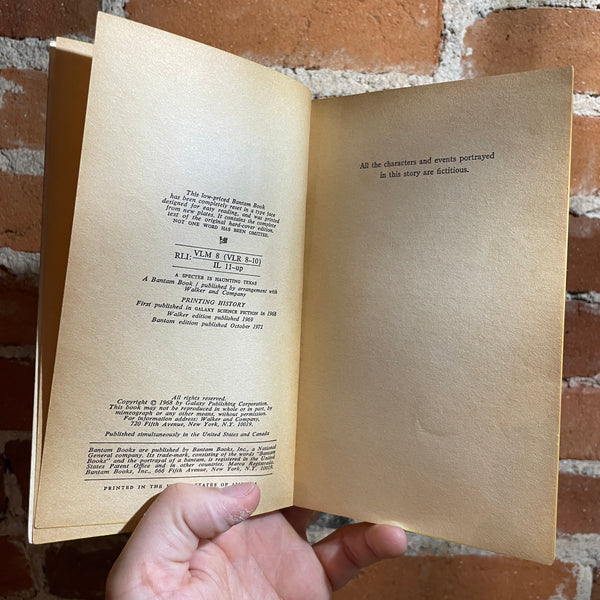 This low-priced Bantam Book
has been completely reset in a type face
designed for easy reading, and was printed
from new plates. It contains the complete
text of the original hard-cover edition.
NOT ONE WORD HAS BEEN OMITTED.
RLI: VLM 8 (VLR 8-10)
IL 11-up
A SPECTER IS HAUNTING TEXAS
A Bantam Book / published by arrangement with
Walker and Company
PRINTING HISTORY
First published in GALAXY SCIENCE FICTION in 1968
Walker edition published 1969
Bantam edition published October 1971
All rights reserved.
Copyright © 1968 by Galaxy Publishing Corporation.
This book may not be reproduced in whole or in part, by
mimeograph or any other means, without permission.
For information address: Walker and Company,
720 Fifth Avenue, New York, N.Y. 10019.
Published simultaneously in the United States and Canada
Bantam Books are published by Bantam Books, Inc., a National
General company. Its trade-mark, consisting of the words "Bantam
Books" and the portrayal of a bantam, is registered in the United
States Patent Office and in other countries. Marca Registrada.
Bantam Books, Inc., 666 Fifth Avenue, New York, N.Y. 10019.
PRINTED IN THE STATES OF
All the characters and events portrayed
in this story are fictitious.